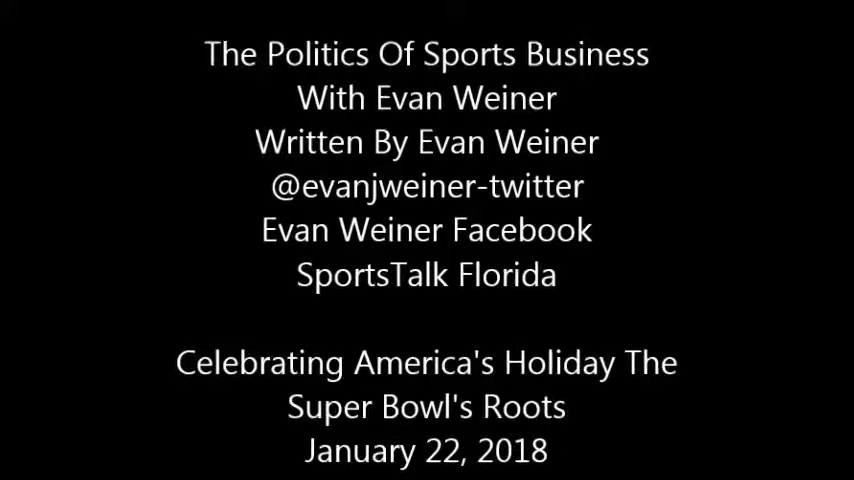 The Politics Of Sports Business
With Evan Weiner
Written By Evan Weiner
@evanjweiner-twitter
Evan Weiner Facebook
SportsTalk Florida
Celebrating America's Holiday The
Super Bowl's Roots
January 22, 2018